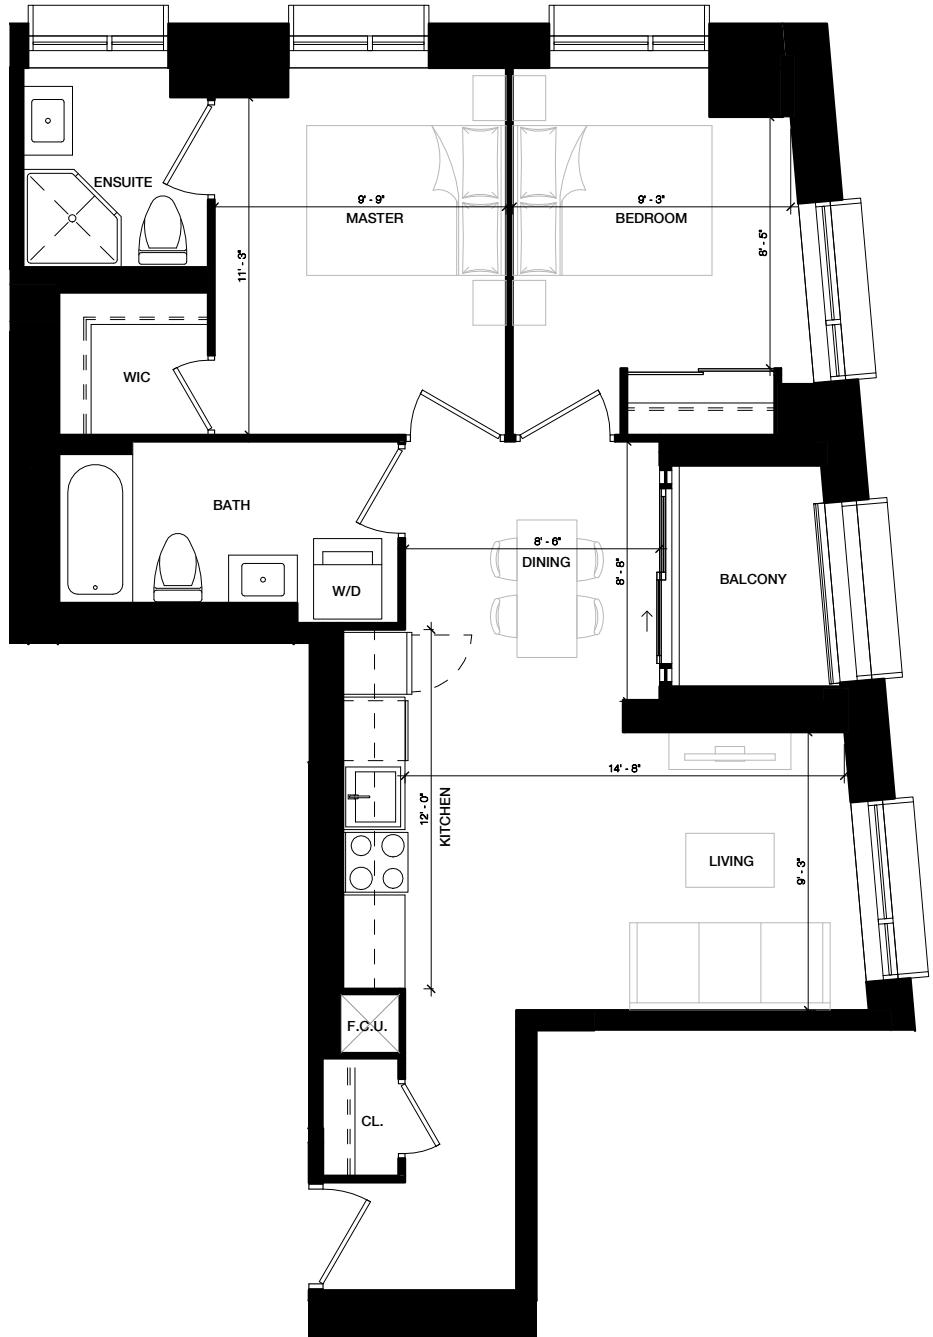 ENSUITE
9' - 9"
MASTER
9' - 3"
BEDROOM
11' - 3"
8' - 5"
WIC
BATH
8' - 6"
DINING
8' - 8"
BALCONY
W/D
14' - 8"
12' - 0"
KITCHEN
LIVING
9' - 3"
F.C.U.
CL.